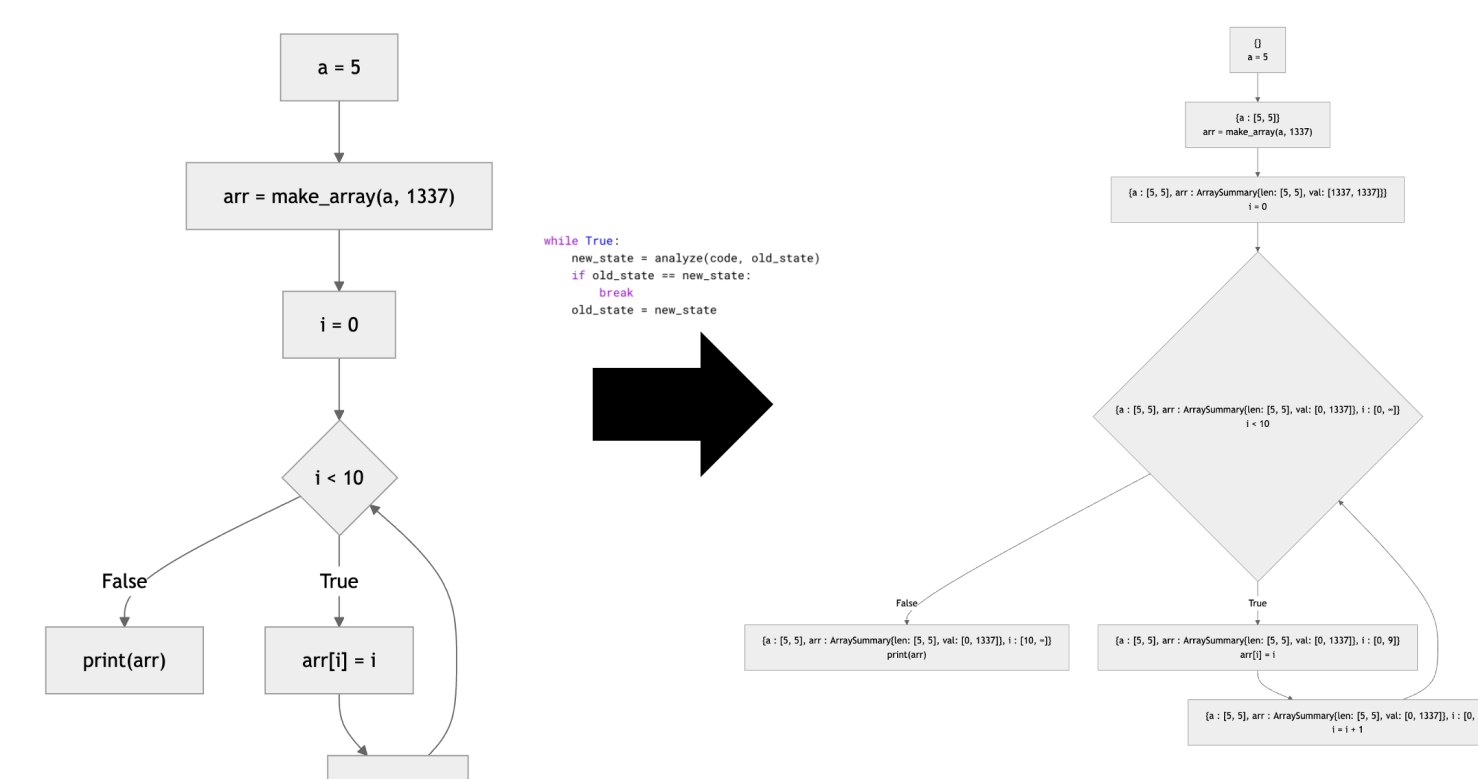 a = 5
arr = make_array(a, 1337)
i = 0
i < 10
False
True
print(arr)
arr[i] = i
while True:
    new_state = analyze(code, old_state)
    if old_state == new_state:
        break
    old_state = new_state
{}
a = 5
{a : [5, 5]}
arr = make_array(a, 1337)
{a : [5, 5], arr : ArraySummary{len: [5, 5], val: [1337, 1337]}}
i = 0
{a : [5, 5], arr : ArraySummary{len: [5, 5], val: [0, 1337]}, i : [0, ∞]}
i < 10
False
True
{a : [5, 5], arr : ArraySummary{len: [5, 5], val: [0, 1337]}, i : [10, ∞]}
print(arr)
{a : [5, 5], arr : ArraySummary{len: [5, 5], val: [0, 1337]}, i : [0, 9]}
arr[i] = i
{a : [5, 5], arr : ArraySummary{len: [5, 5], val: [0, 1337]}, i : [0,
i = i + 1